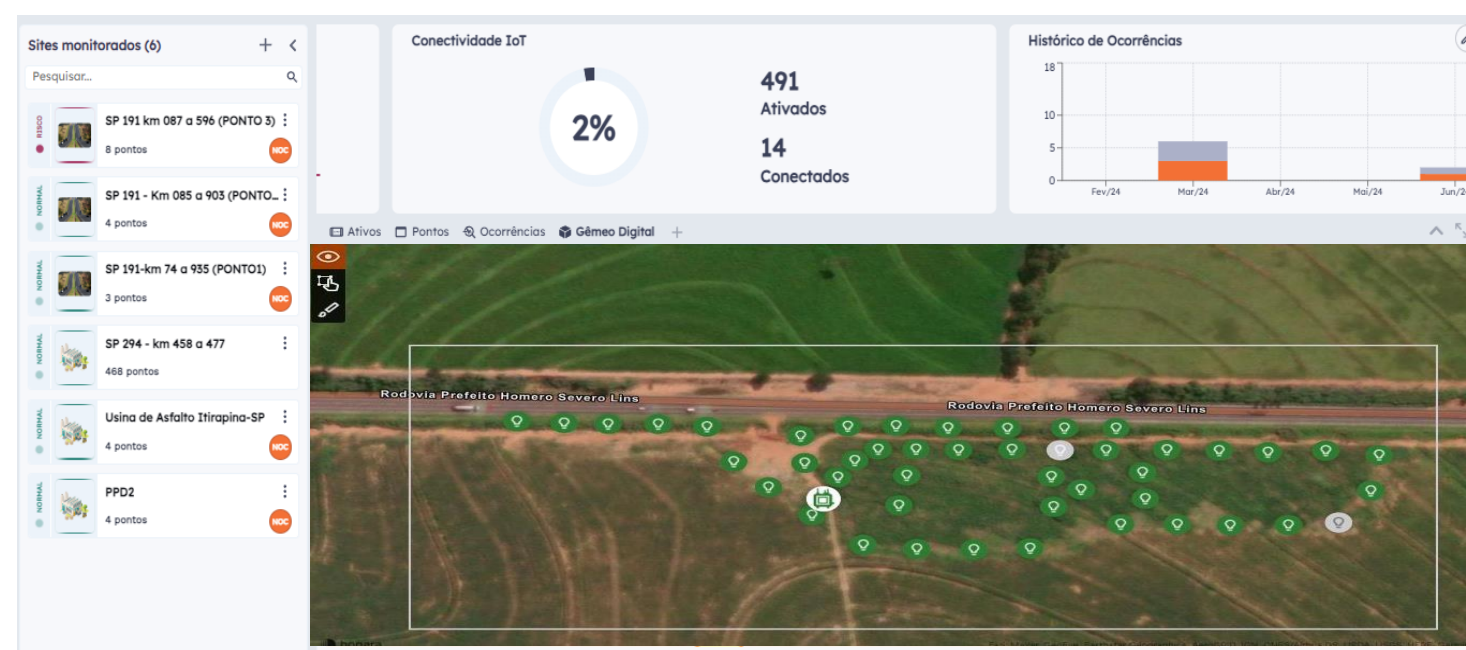 Sites monitorados (6)
Pesquisar...
RISCO
SP 191 km 087 a 596 (PONTO 3)
8 pontos
NOC
NORMAL
SP 191 - Km 085 a 903 (PONTO...
4 pontos
NOC
NORMAL
SP 191-km 74 a 935 (PONTO1)
3 pontos
NOC
NORMAL
SP 294 - km 458 a 477
468 pontos
NORMAL
Usina de Asfalto Itirapina-SP
4 pontos
NOC
NORMAL
PPD2
4 pontos
NOC
Conectividade IoT
2%
491
Ativados
14
Conectados
Histórico de Ocorrências
18
10
5
0
Fev/24
Mar/24
Abr/24
Mai/24
Jun/2
Ativos
Pontos
Ocorrências
Gêmeo Digital
Rodovia Prefeito Homero Severo Lins
Rodovia Prefeito Homero Severo Lins